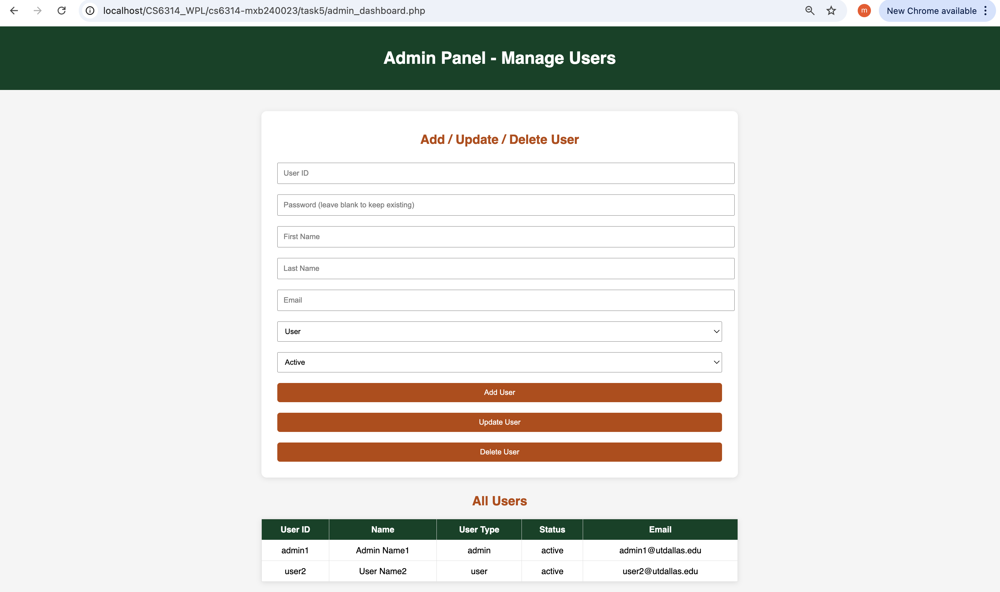 localhost/CS6314_WPL/cs6314-mxb240023/task5/admin_dashboard.php
m
New Chrome available
Admin Panel - Manage Users
Add / Update / Delete User
User ID
Password (leave blank to keep existing)
First Name
Last Name
Email
User
Active
Add User
Update User
Delete User
All Users
User ID Name User Type Status Email
admin1 Admin Name1 admin active admin1@utdallas.edu
user2 User Name2 user active user2@utdallas.edu